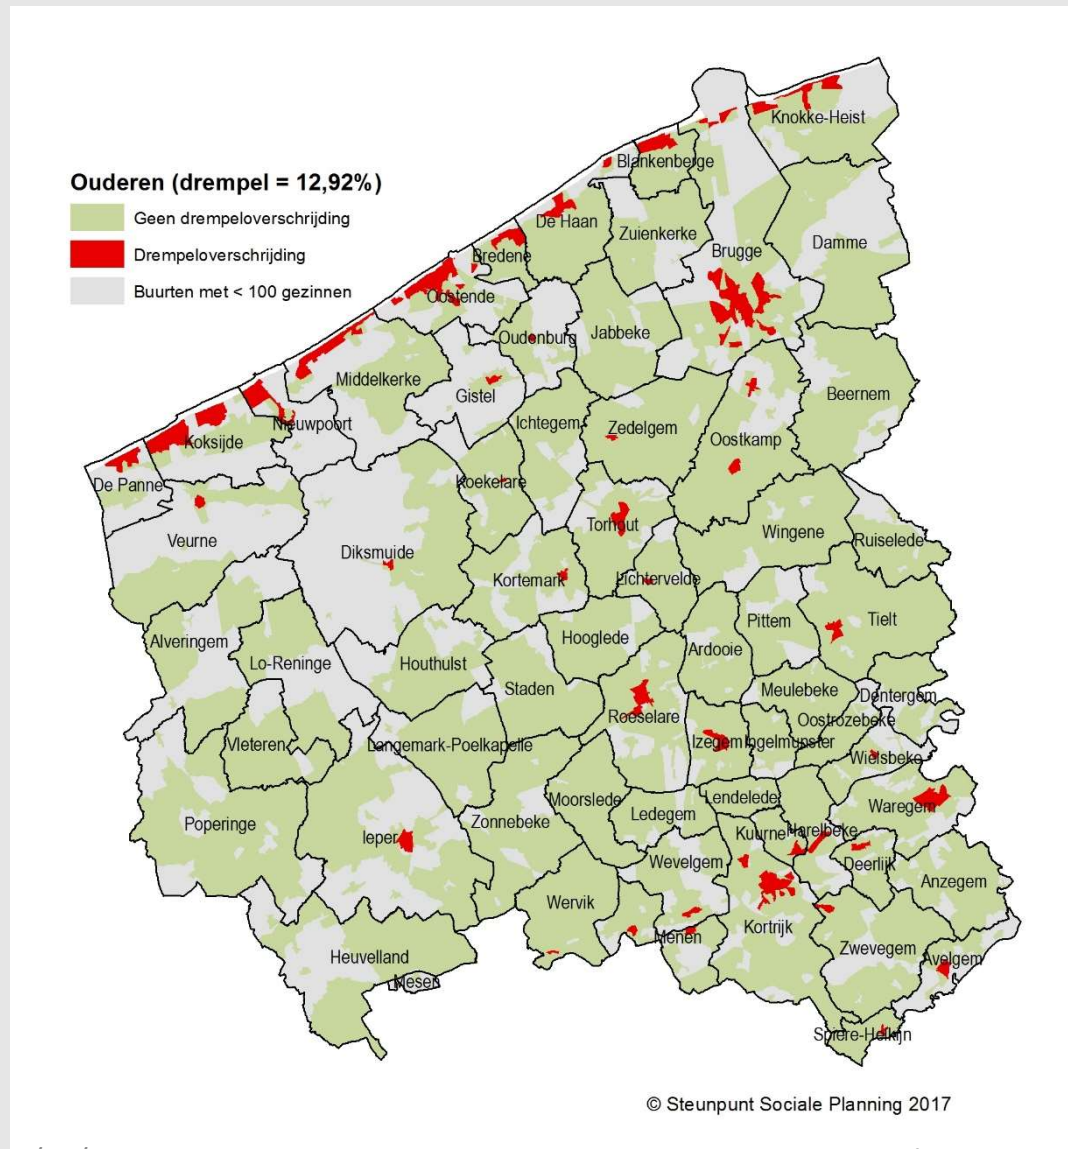 Ouderen (drempel = 12,92%)
Geen drempeloverschrijding
Drempeloverschrijding
Buurten met < 100 gezinnen
Knokke-Heist
Blankenberge
De Haan
Zuienkerke
Brugge
Damme
Bredene
Oostende
Oudenburg
Jabbeke
Middelkerke
Gistel
Beernem
Nieuwpoort
Ichtegem
Zedelgem
Oostkamp
Koksijde
De Panne
Koekelare
Torhout
Wingene
Ruiselede
Veurne
Diksmuide
Kortemark
Lichtervelde
Alveringem
Lo-Reninge
Houthulst
Hooglede
Ardooie
Pittem
Tielt
Staden
Meulebeke
Dentergem
Roeselare
Oostrozebeke
Vleteren
Langemark-Poelkapelle
Izegem
Ingelmunster
Wielsbeke
Poperinge
Ieper
Zonnebeke
Moorslede
Ledegem
Lendelede
Waregem
Kuurne
Harelbeke
Wevelgem
Deerlijk
Anzegem
Wervik
Menen
Kortrijk
Zwevegem
Avelgem
Heuvelland
Mesen
Spiere-Helkijn
© Steunpunt Sociale Planning 2017